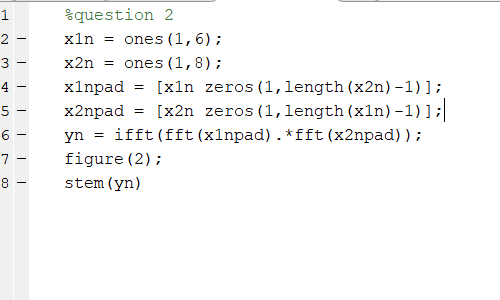 1 %question 2
2 – x1n = ones(1,6);
3 – x2n = ones(1,8);
4 – x1npad = [x1n zeros(1,length(x2n)-1)];
5 – x2npad = [x2n zeros(1,length(x1n)-1)];
6 – yn = ifft(fft(x1npad).*fft(x2npad));
7 – figure(2);
8 – stem(yn)